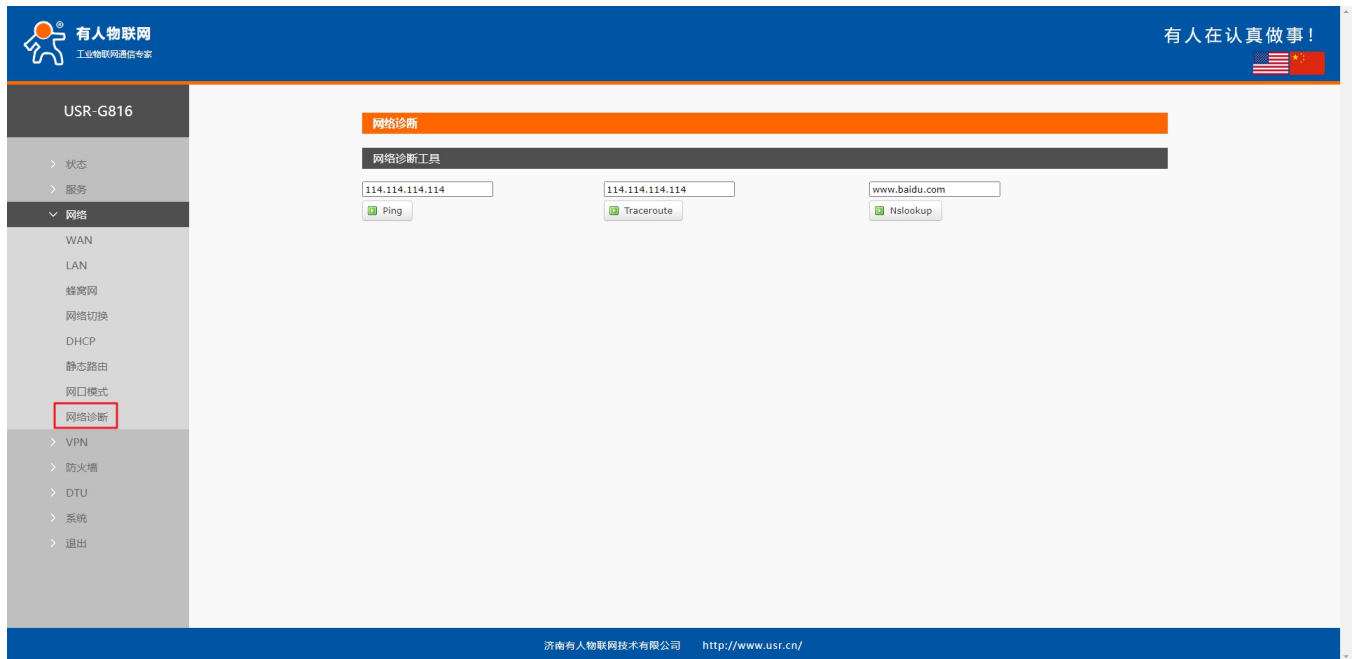 有人物联网
工业物联网通信专家
有人在认真做事!
USR-G816
状态
服务
网络
WAN
LAN
蜂窝网
网络切换
DHCP
静态路由
网口模式
网络诊断
VPN
防火墙
DTU
系统
退出
网络诊断
网络诊断工具
114.114.114.114 114.114.114.114 www.baidu.com
Ping Traceroute Nslookup
济南有人物联网技术有限公司 http://www.usr.cn/